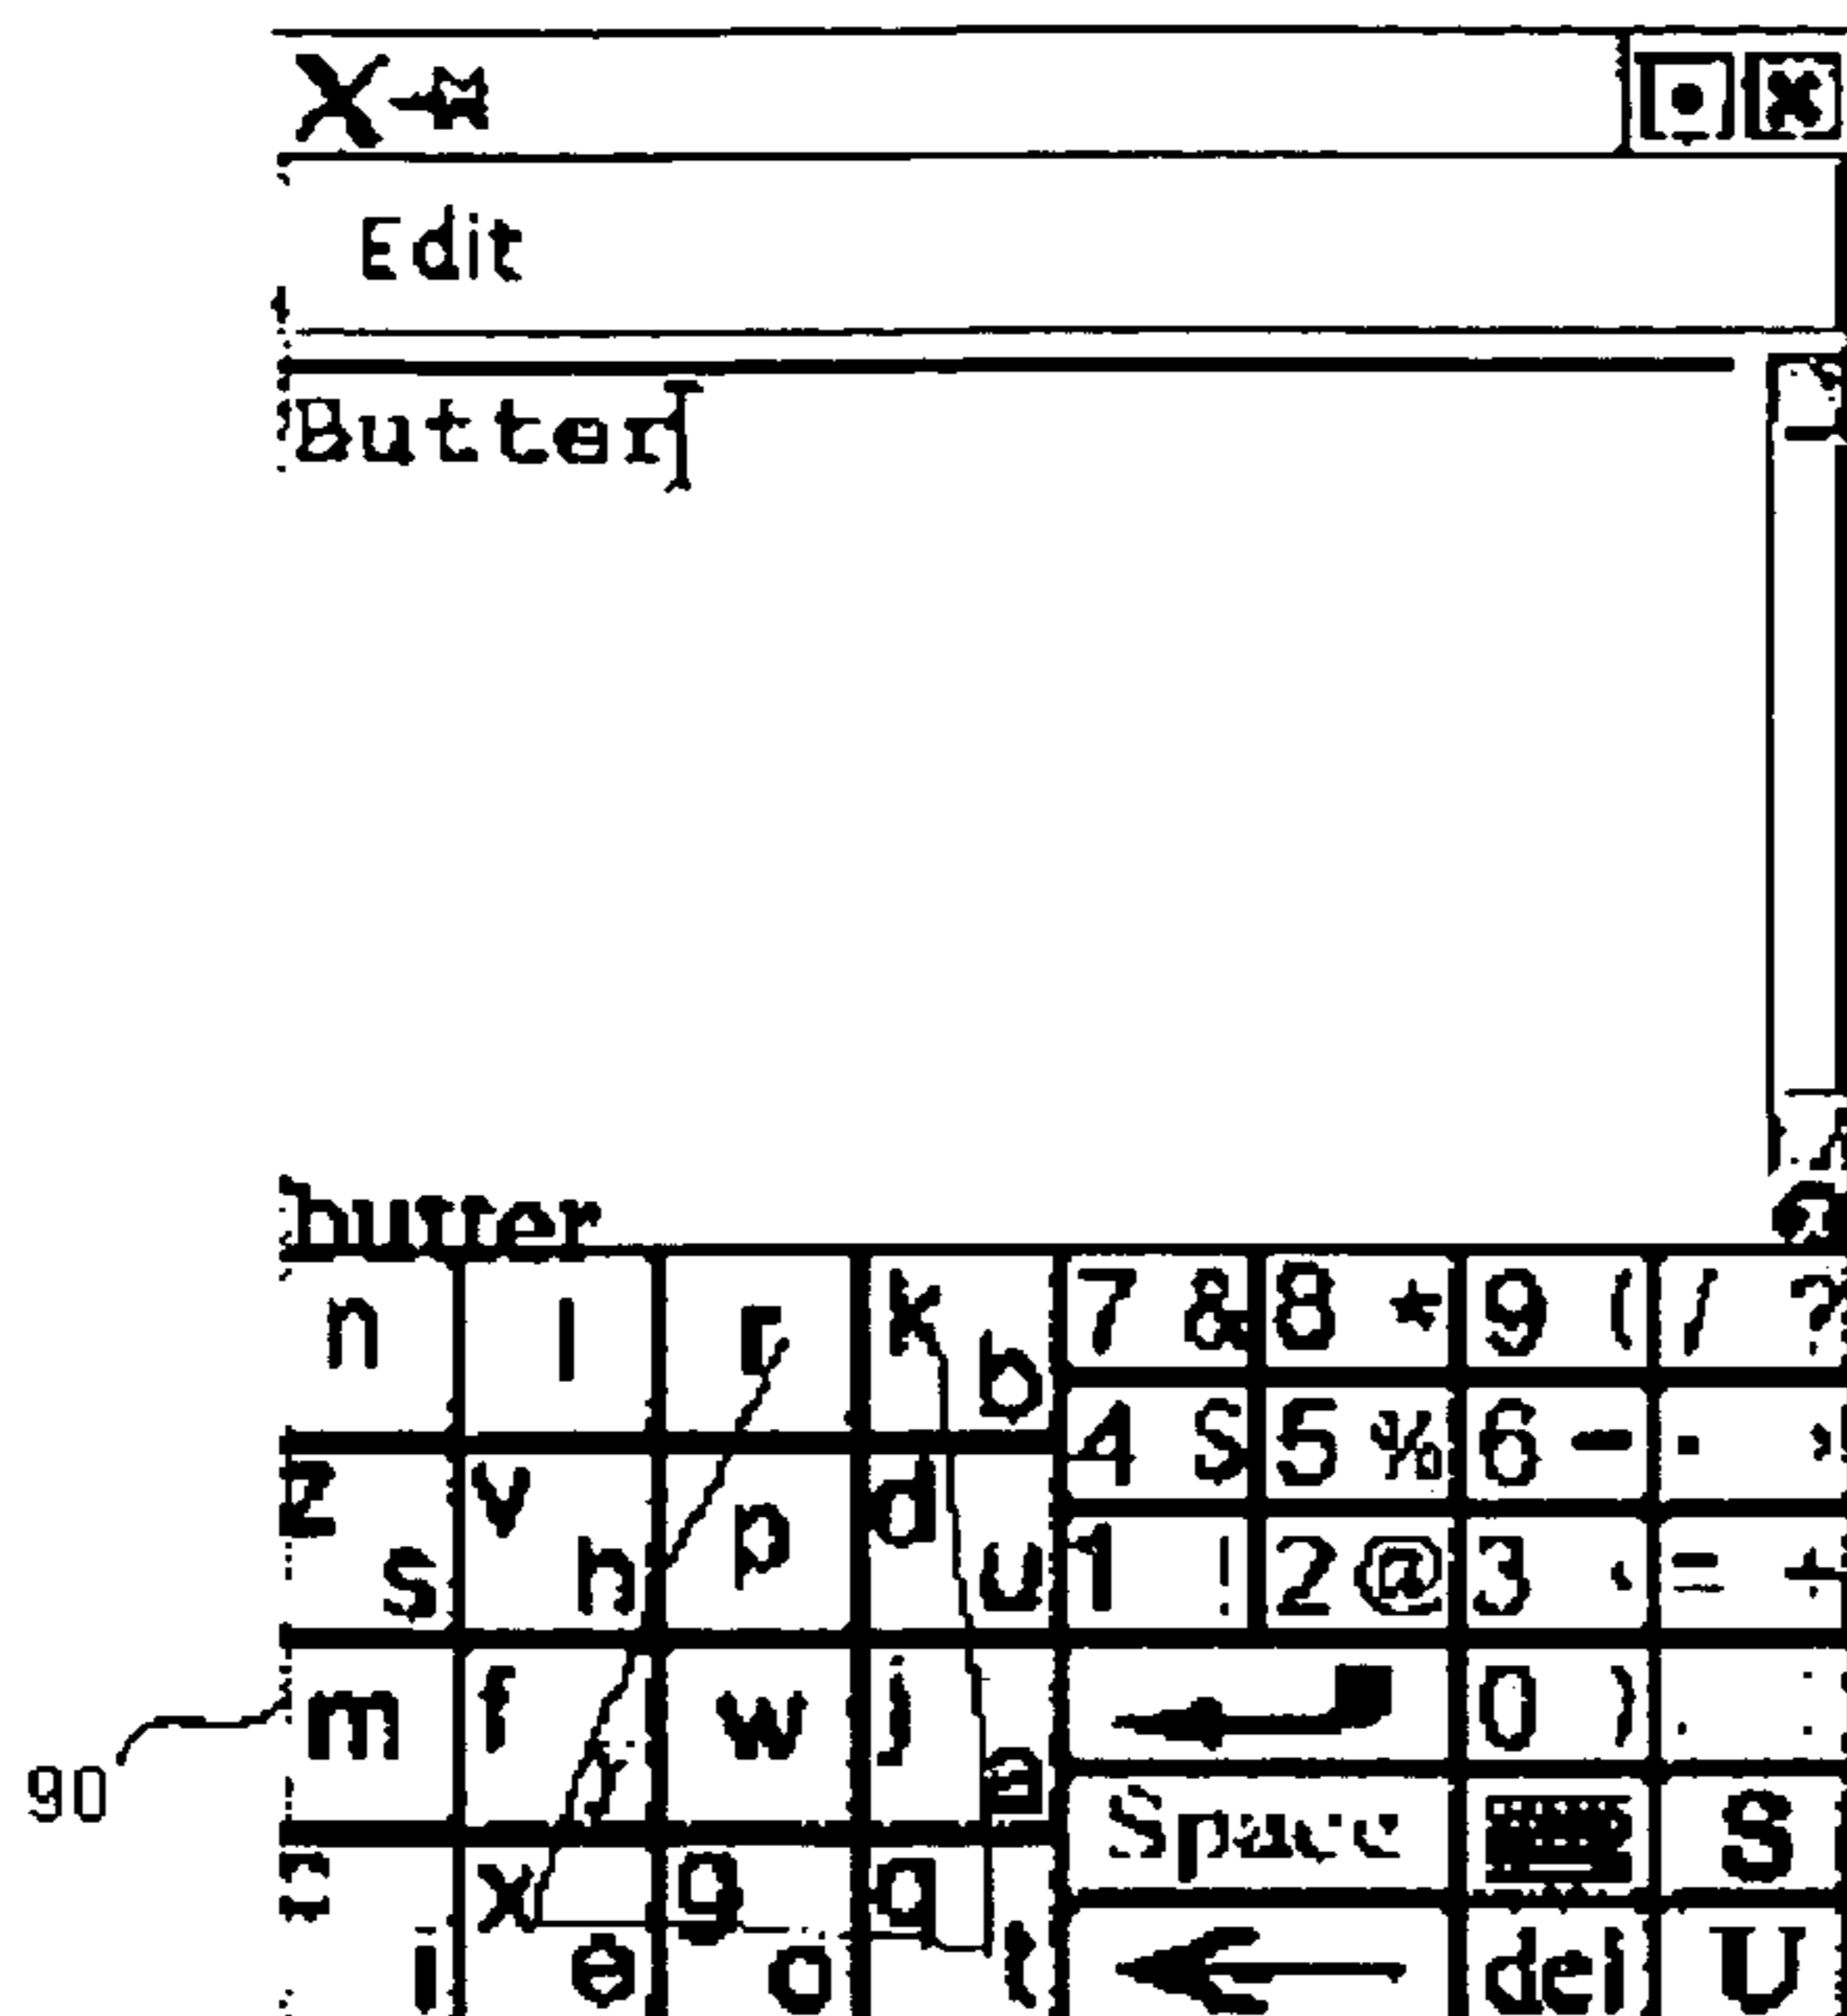 Edit
Butter
butter
n l r k b 7 & 8 * 9 ( / ?
4 $ 5 % 6 - .
z s v h p d u 1 ! 2 @ 3 ‘ = +
m f w j a 0 ) . :
90
Space S
c i x e g o q t del U